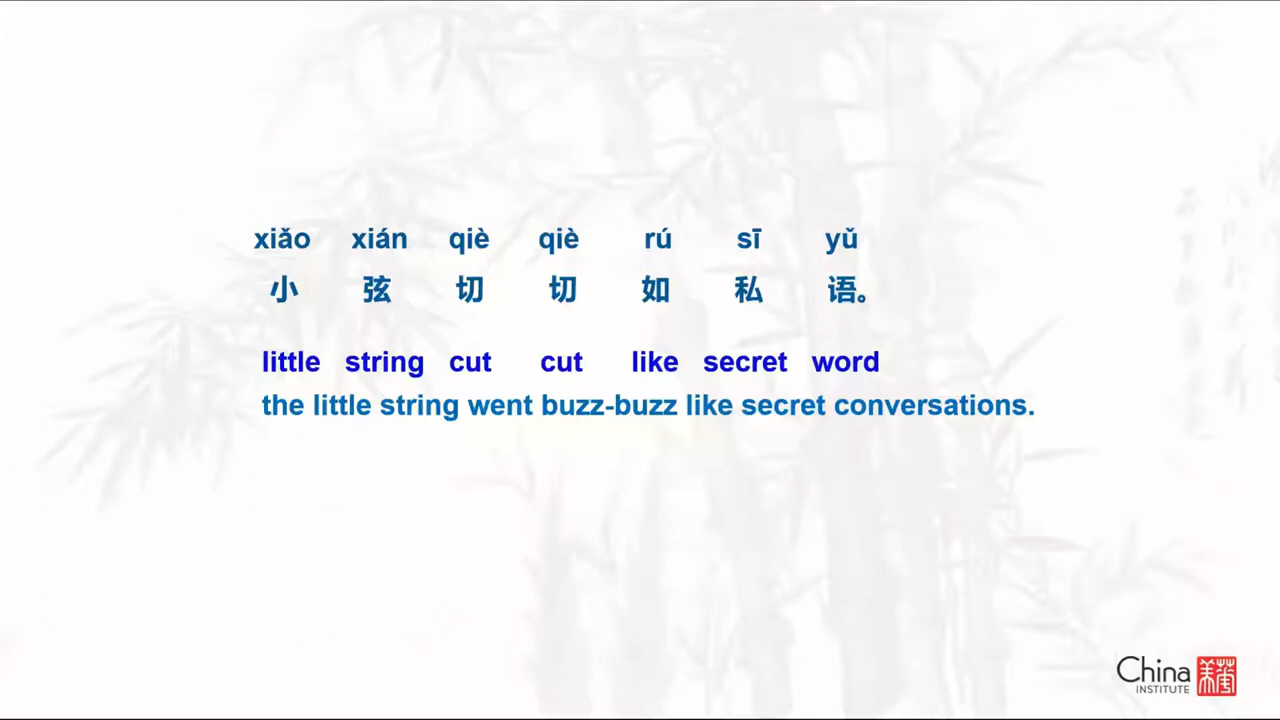 xiǎo xián qiè qiè rú sī yǔ
小 弦 切 切 如 私 语。
little string cut cut like secret word
the little string went buzz-buzz like secret conversations.
China
INSTITUTE